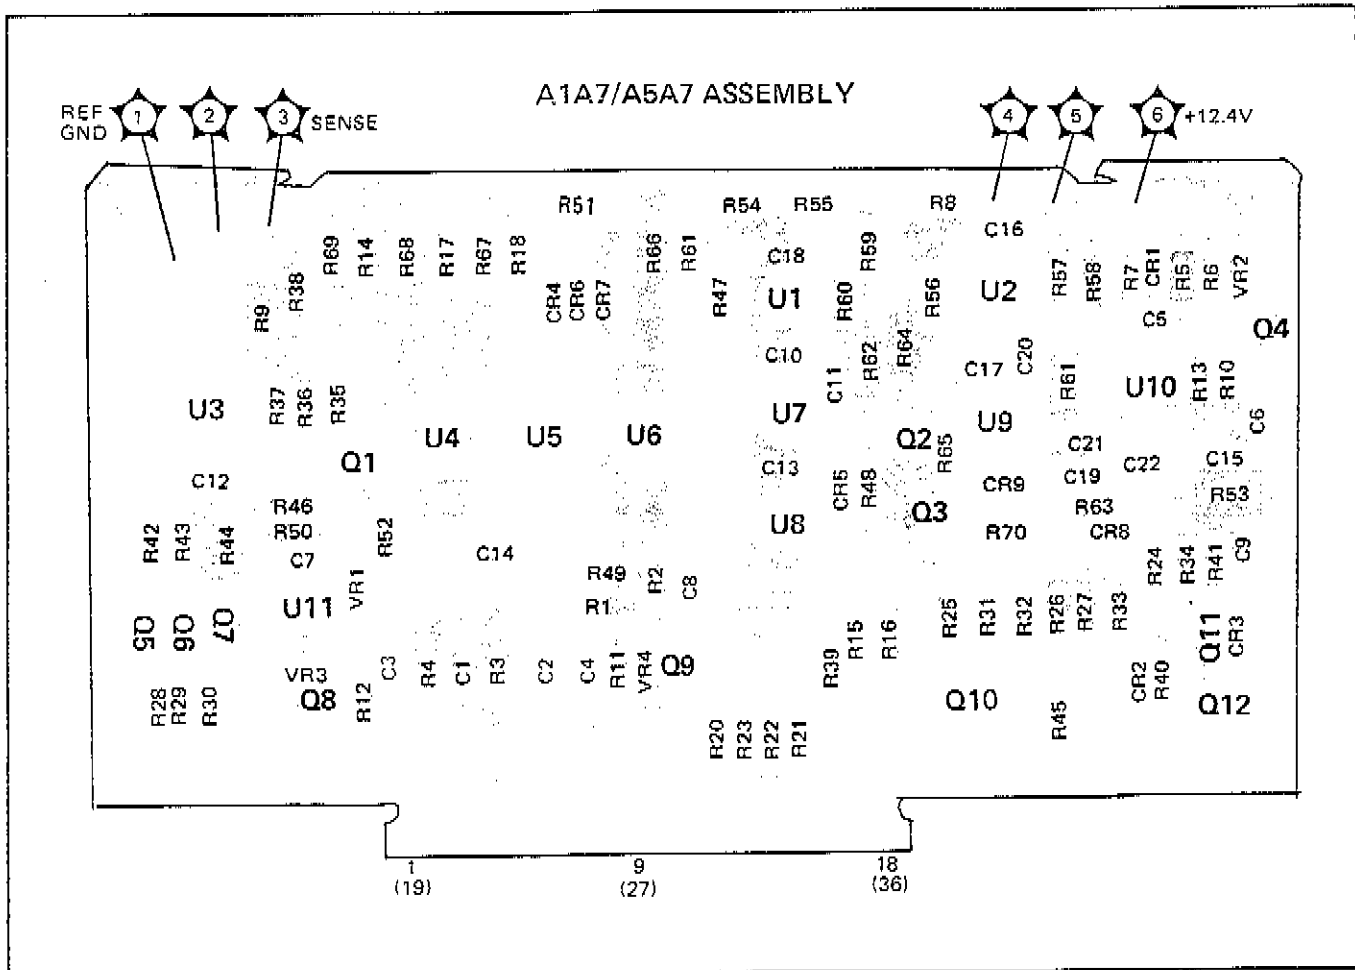 A1A7/A5A7 ASSEMBLY
REF GND 1
2
3 SENSE
4
5
6 +12.4V
R51 R54 R55 R8
C16
R69 R14 R68 R17 R67 R18 R66 R61 C18 R59
R9 R38 CR4 CR6 CR7 R47 U1 R60 R56 U2 R57 R58 R7 CR1 R5 R6 VR2
C5 Q4
C10 R62 R64 C17 C20
U3 R37 R36 R35 U7 C11 R61 U10 R13 R10
Q1 U4 U5 U6 Q2 R65 U9 C21 C6
C12 C13 CR5 R48 CR9 C19 C22 C15
R46 Q3 R63 R53
R42 R43 R44 R50 R52 U8 R70 CR8
C7 C14 R24 R34 R41 C9
VR1 R49 R2 C8
Q5 Q6 Q7 U11 R1 R25 R31 R32 R26 R27 R33
R15 R16 Q11 CR3
VR3 C3 R4 C1 R3 C2 C4 R11 VR4 Q9 R39 CR2 R40
R28 R29 R30 Q8 R12 Q10 R45 Q12
R20 R23 R22 R21
1 9 18
(19) (27) (36)